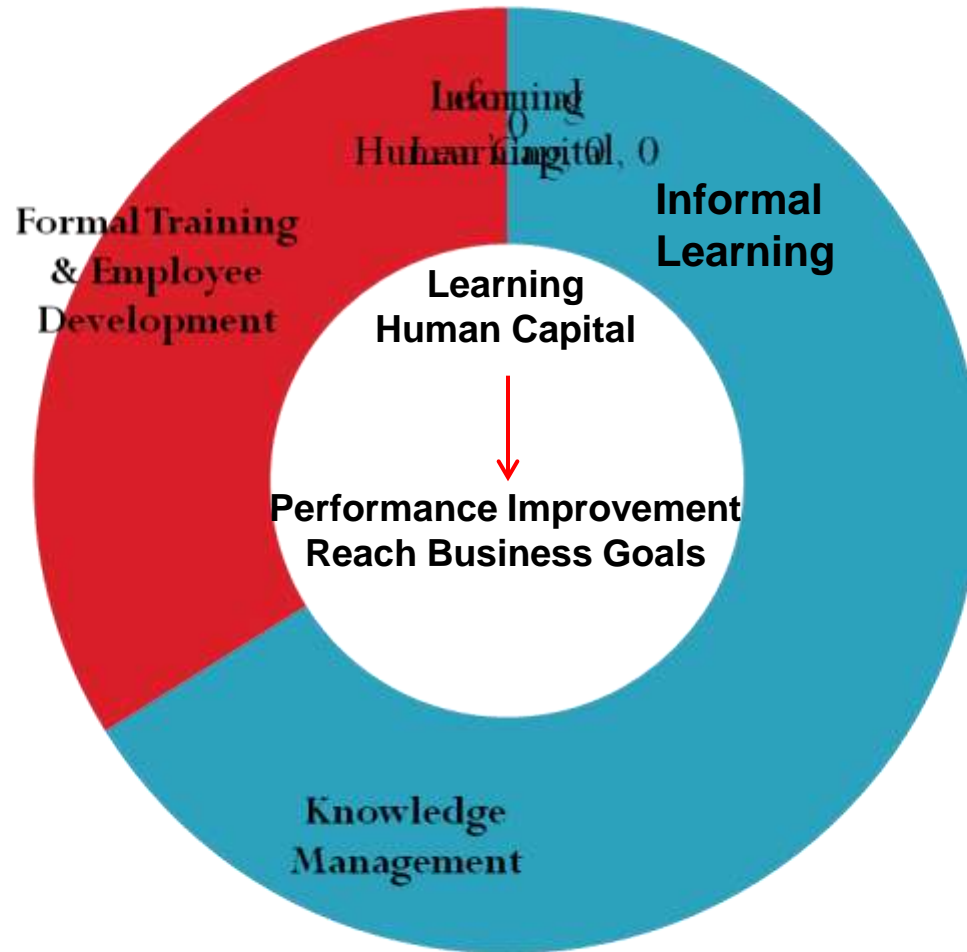 Formal Training
& Employee
Development
Informal
Learning
Learning
Human Capital
Performance Improvement
Reach Business Goals
Knowledge
Management